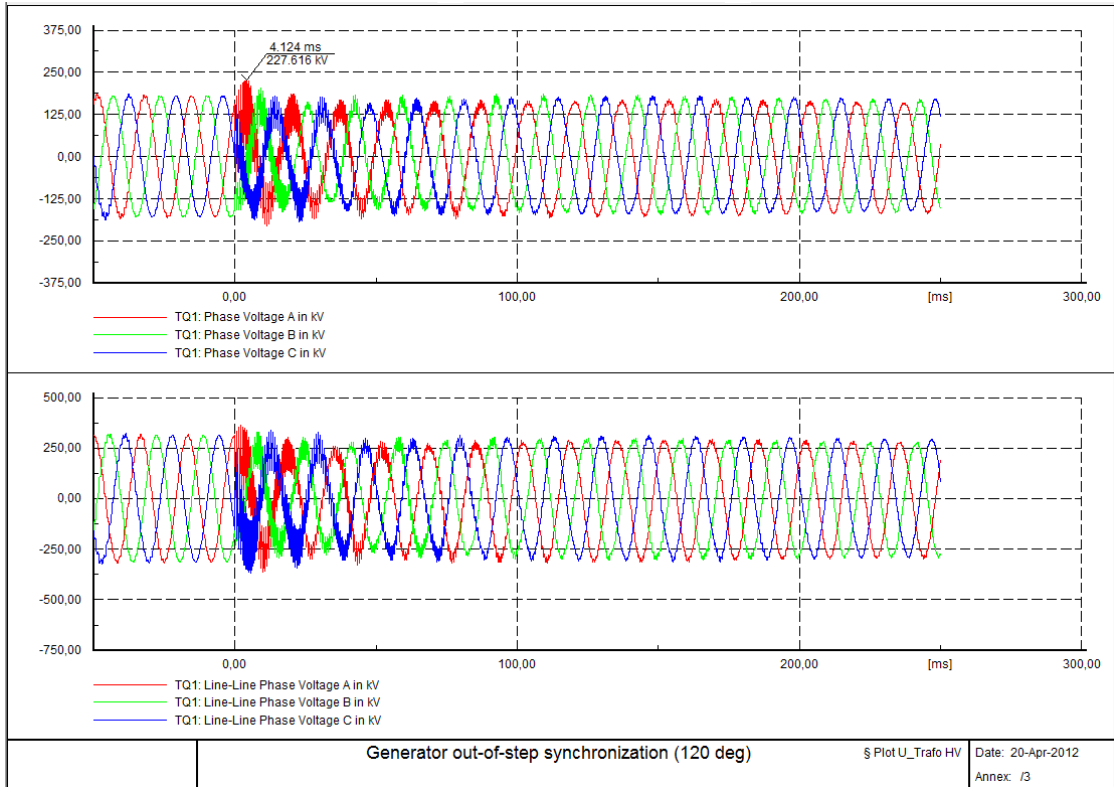 375,00
4.124 ms
227.616 kV
250,00
125,00
0,00
-125,00
-250,00
-375,00
0,00 100,00 200,00 [ms] 300,00
TQ1: Phase Voltage A in kV
TQ1: Phase Voltage B in kV
TQ1: Phase Voltage C in kV
500,00
250,00
0,00
-250,00
-500,00
-750,00
0,00 100,00 200,00 [ms] 300,00
TQ1: Line-Line Phase Voltage A in kV
TQ1: Line-Line Phase Voltage B in kV
TQ1: Line-Line Phase Voltage C in kV
Generator out-of-step synchronization (120 deg) § Plot U_Trafo HV Date: 20-Apr-2012
Annex: /3